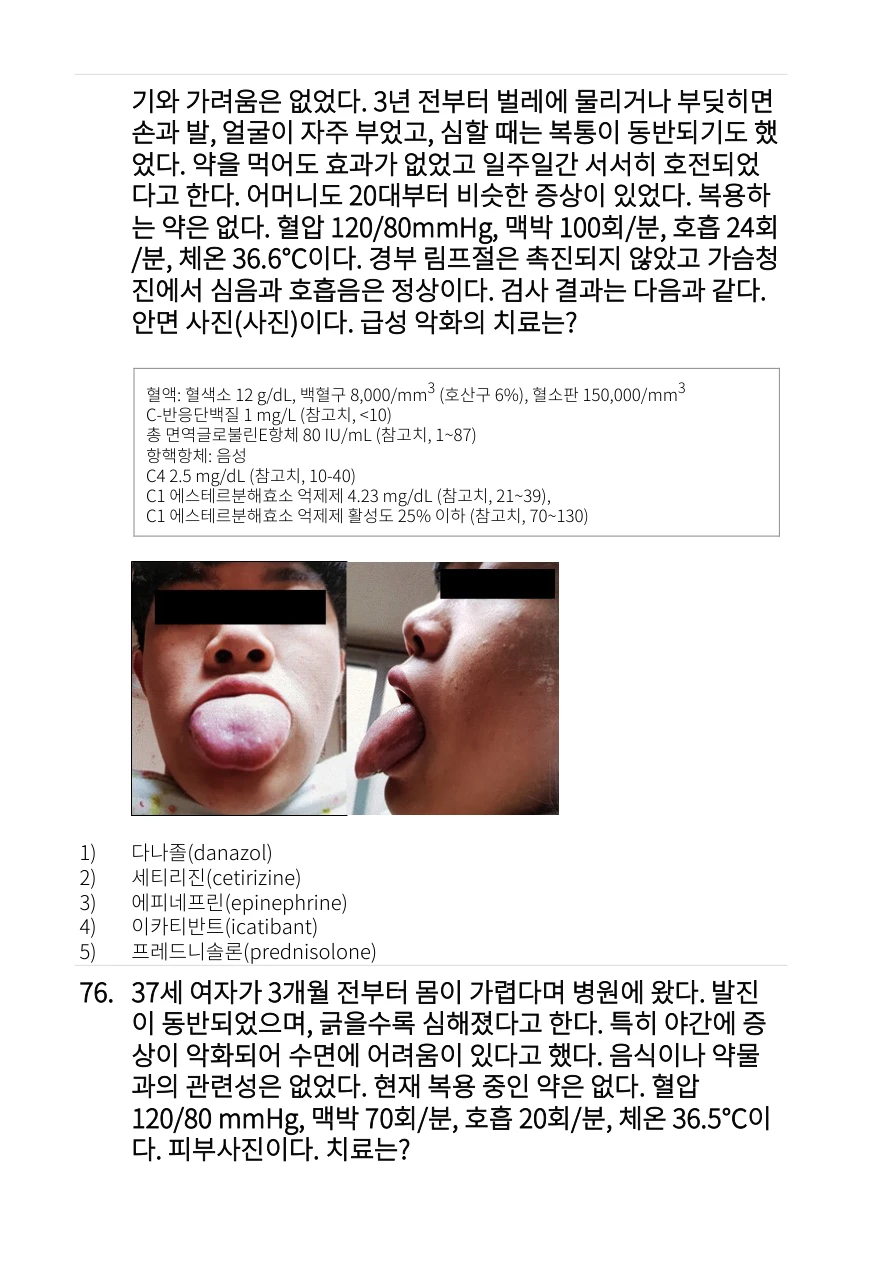 기와 가려움은 없었다. 3년 전부터 벌레에 물리거나 부딪히면
손과 발, 얼굴이 자주 부었고, 심할 때는 복통이 동반되기도 했
었다. 약을 먹어도 효과가 없었고 일주일간 서서히 호전되었
다고 한다. 어머니도 20대부터 비슷한 증상이 있었다. 복용하
는 약은 없다. 혈압 120/80mmHg, 맥박 100회/분, 호흡 24회
/분, 체온 36.6℃이다. 경부 림프절은 촉진되지 않았고 가슴청
진에서 심음과 호흡음은 정상이다. 검사 결과는 다음과 같다.
안면 사진(사진)이다. 급성 악화의 치료는?
혈액: 혈색소 12 g/dL, 백혈구 8,000/mm³ (호산구 6%), 혈소판 150,000/mm³
C-반응단백질 1 mg/L (참고치, <10)
총 면역글로불린E항체 80 IU/mL (참고치, 1~87)
항핵항체: 음성
C4 2.5 mg/dL (참고치, 10-40)
C1 에스테르분해효소 억제제 4.23 mg/dL (참고치, 21~39),
C1 에스테르분해효소 억제제 활성도 25% 이하 (참고치, 70~130)
1) 다나졸(danazol)
2) 세티리진(cetirizine)
3) 에피네프린(epinephrine)
4) 이카티반트(icatibant)
5) 프레드니솔론(prednisolone)
76. 37세 여자가 3개월 전부터 몸이 가렵다며 병원에 왔다. 발진
이 동반되었으며, 긁을수록 심해졌다고 한다. 특히 야간에 증
상이 악화되어 수면에 어려움이 있다고 했다. 음식이나 약물
과의 관련성은 없었다. 현재 복용 중인 약은 없다. 혈압
120/80 mmHg, 맥박 70회/분, 호흡 20회/분, 체온 36.5℃이
다. 피부사진이다. 치료는?